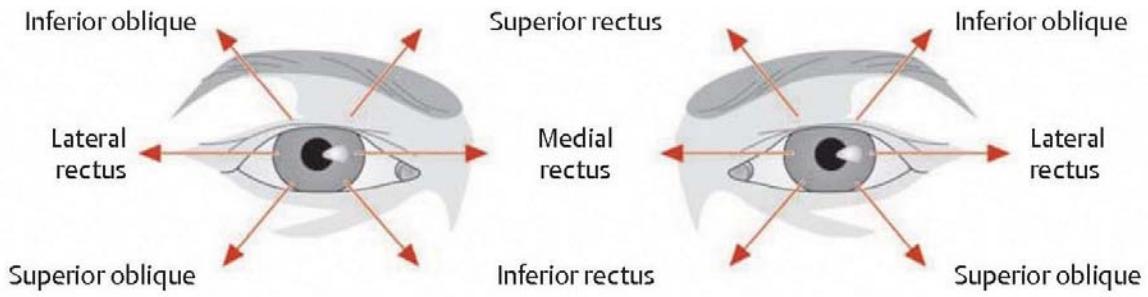 Inferior oblique
Superior rectus
Inferior oblique
Lateral
rectus
Medial
rectus
Lateral
rectus
Superior oblique
Inferior rectus
Superior oblique